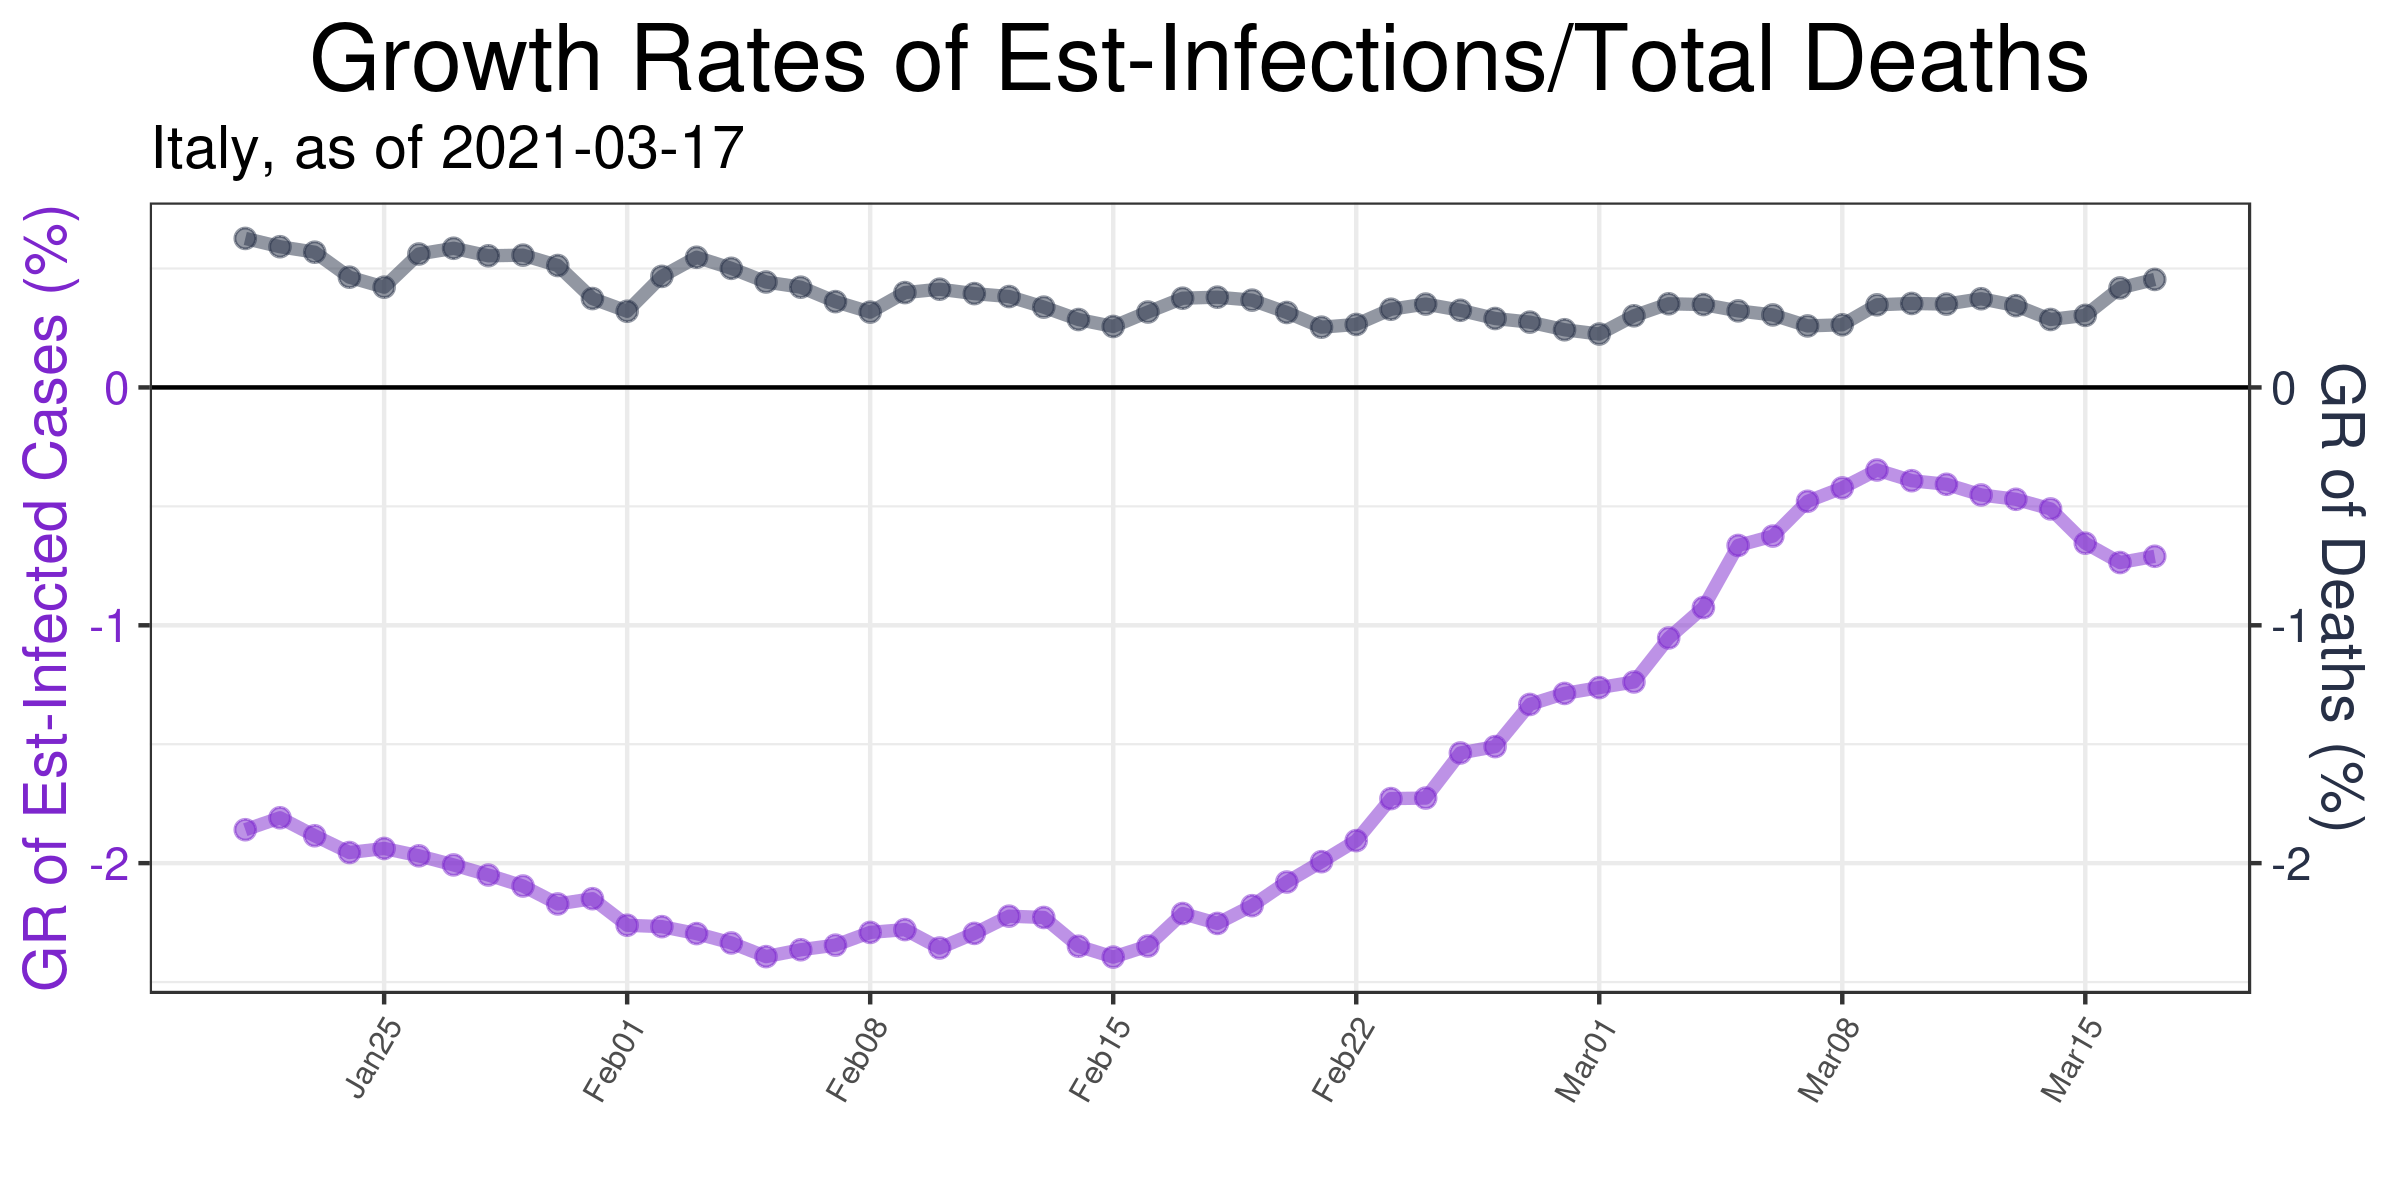 Growth Rates of Est-Infections/Total Deaths
Italy, as of 2021-03-17
GR of Est-Infected Cases (%)
0
-1
-2
0
-1
-2
GR of Deaths (%)
Jan25
Feb01
Feb08
Feb15
Feb22
Mar01
Mar08
Mar15